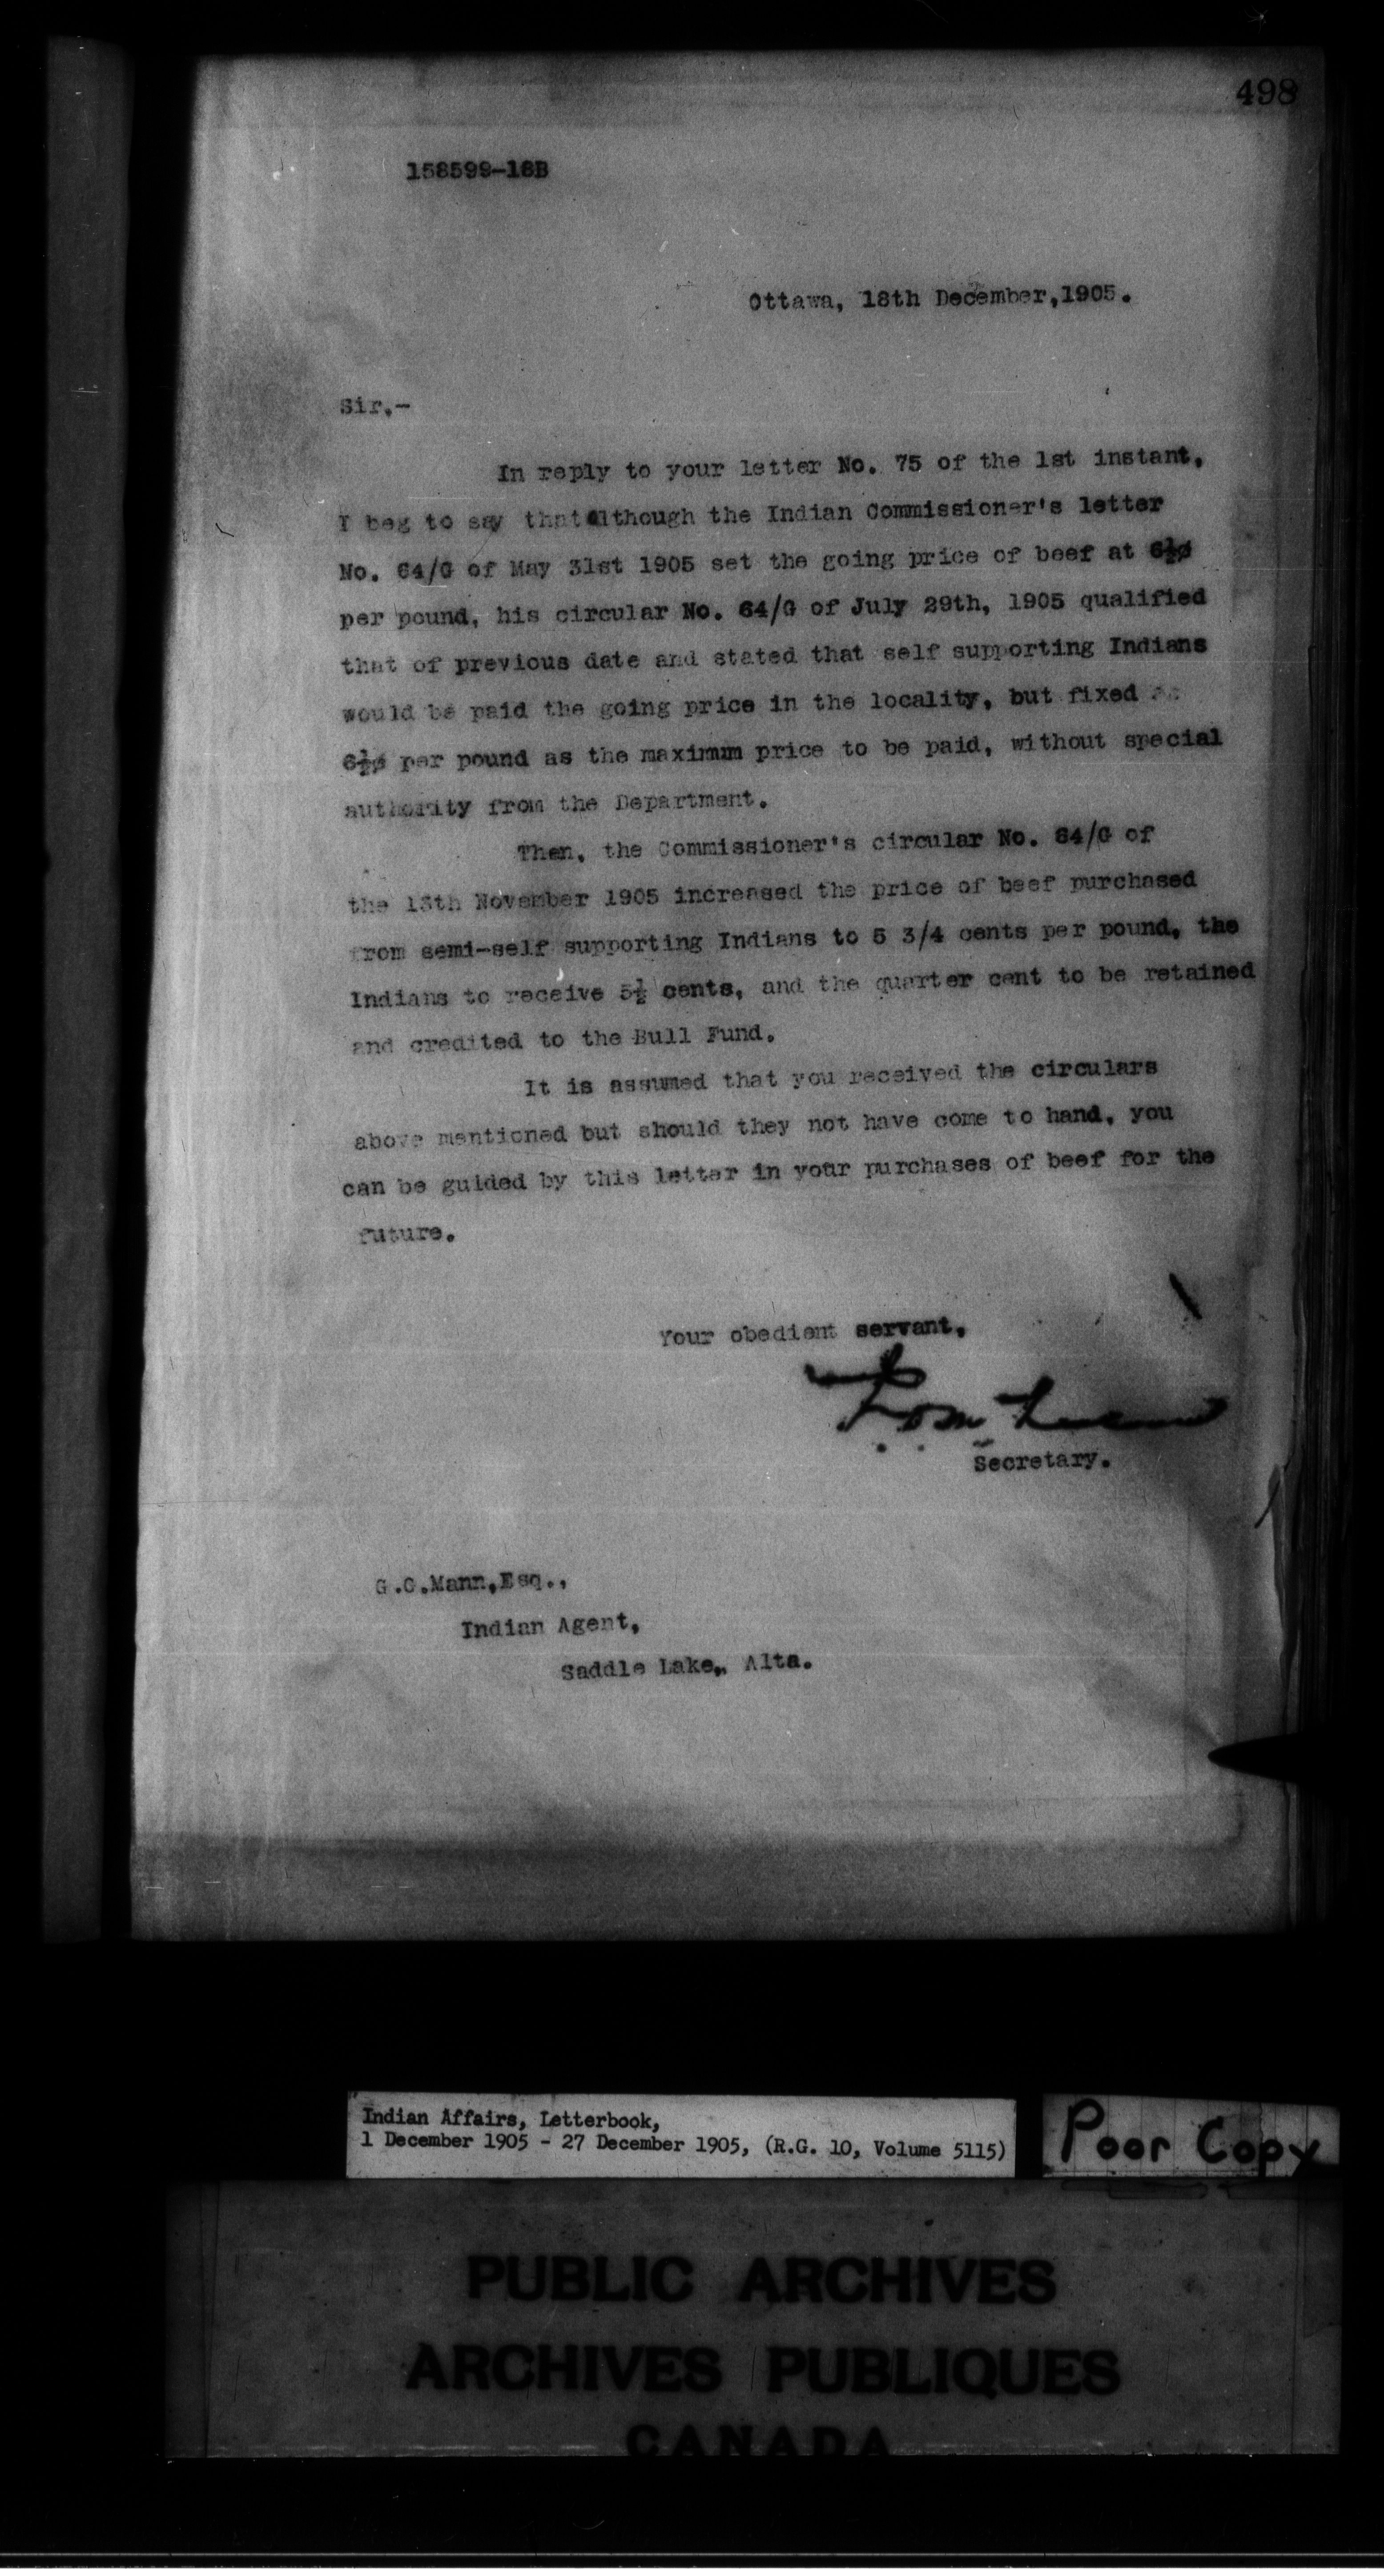 498
158599-16B
Ottawa, 18th December,1905.
Sir,-
In reply to your letter No. 75 of the 1st instant,
I beg to say that although the Indian Commissioner's letter
No. 64/G of May 31st 1905 set the going price of beef at 6½¢
per pound, his circular No. 64/G of July 29th, 1905 qualified
that of previous date and stated that self supporting Indians
would be paid the going price in the locality, but fixed
6½¢ per pound as the maximum price to be paid, without special
authority from the Department.
Then, the Commissioner's circular No. 64/G of
the 13th November 1905 increased the price of beef purchased
from semi-self supporting Indians to 5 3/4 cents per pound, the
Indians to receive 5½ cents, and the quarter cent to be retained
and credited to the Bull Fund.
It is assumed that you received the circulars
above mentioned but should they not have come to hand, you
can be guided by this letter in your purchases of beef for the
future.
Your obedient servant,
Secretary.
G.C.Mann,Esq.,
Indian Agent,
Saddle Lake,, Alta.
Indian Affairs, Letterbook,
1 December 1905 - 27 December 1905, (R.G. 10, Volume 5115)
Poor Copy
PUBLIC ARCHIVES
ARCHIVES PUBLIQUES
CANADA